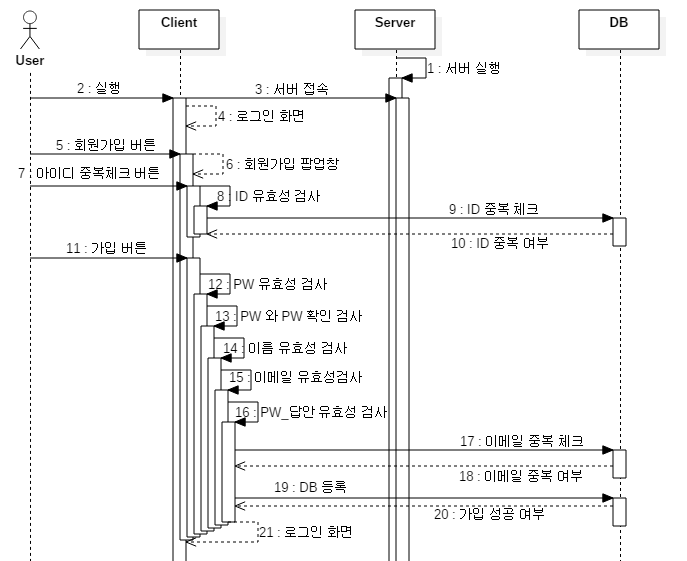 Client
Server
DB
User
1 : 서버 실행
2 : 실행
3 : 서버 접속
4 : 로그인 화면
5 : 회원가입 버튼
6 : 회원가입 팝업창
7 : 아이디 중복체크 버튼
8 : ID 유효성 검사
9 : ID 중복 체크
10 : ID 중복 여부
11 : 가입 버튼
12 : PW 유효성 검사
13 : PW 와 PW 확인 검사
14 : 이름 유효성 검사
15 : 이메일 유효성검사
16 : PW_답안 유효성 검사
17 : 이메일 중복 체크
18 : 이메일 중복 여부
19 : DB 등록
20 : 가입 성공 여부
21 : 로그인 화면